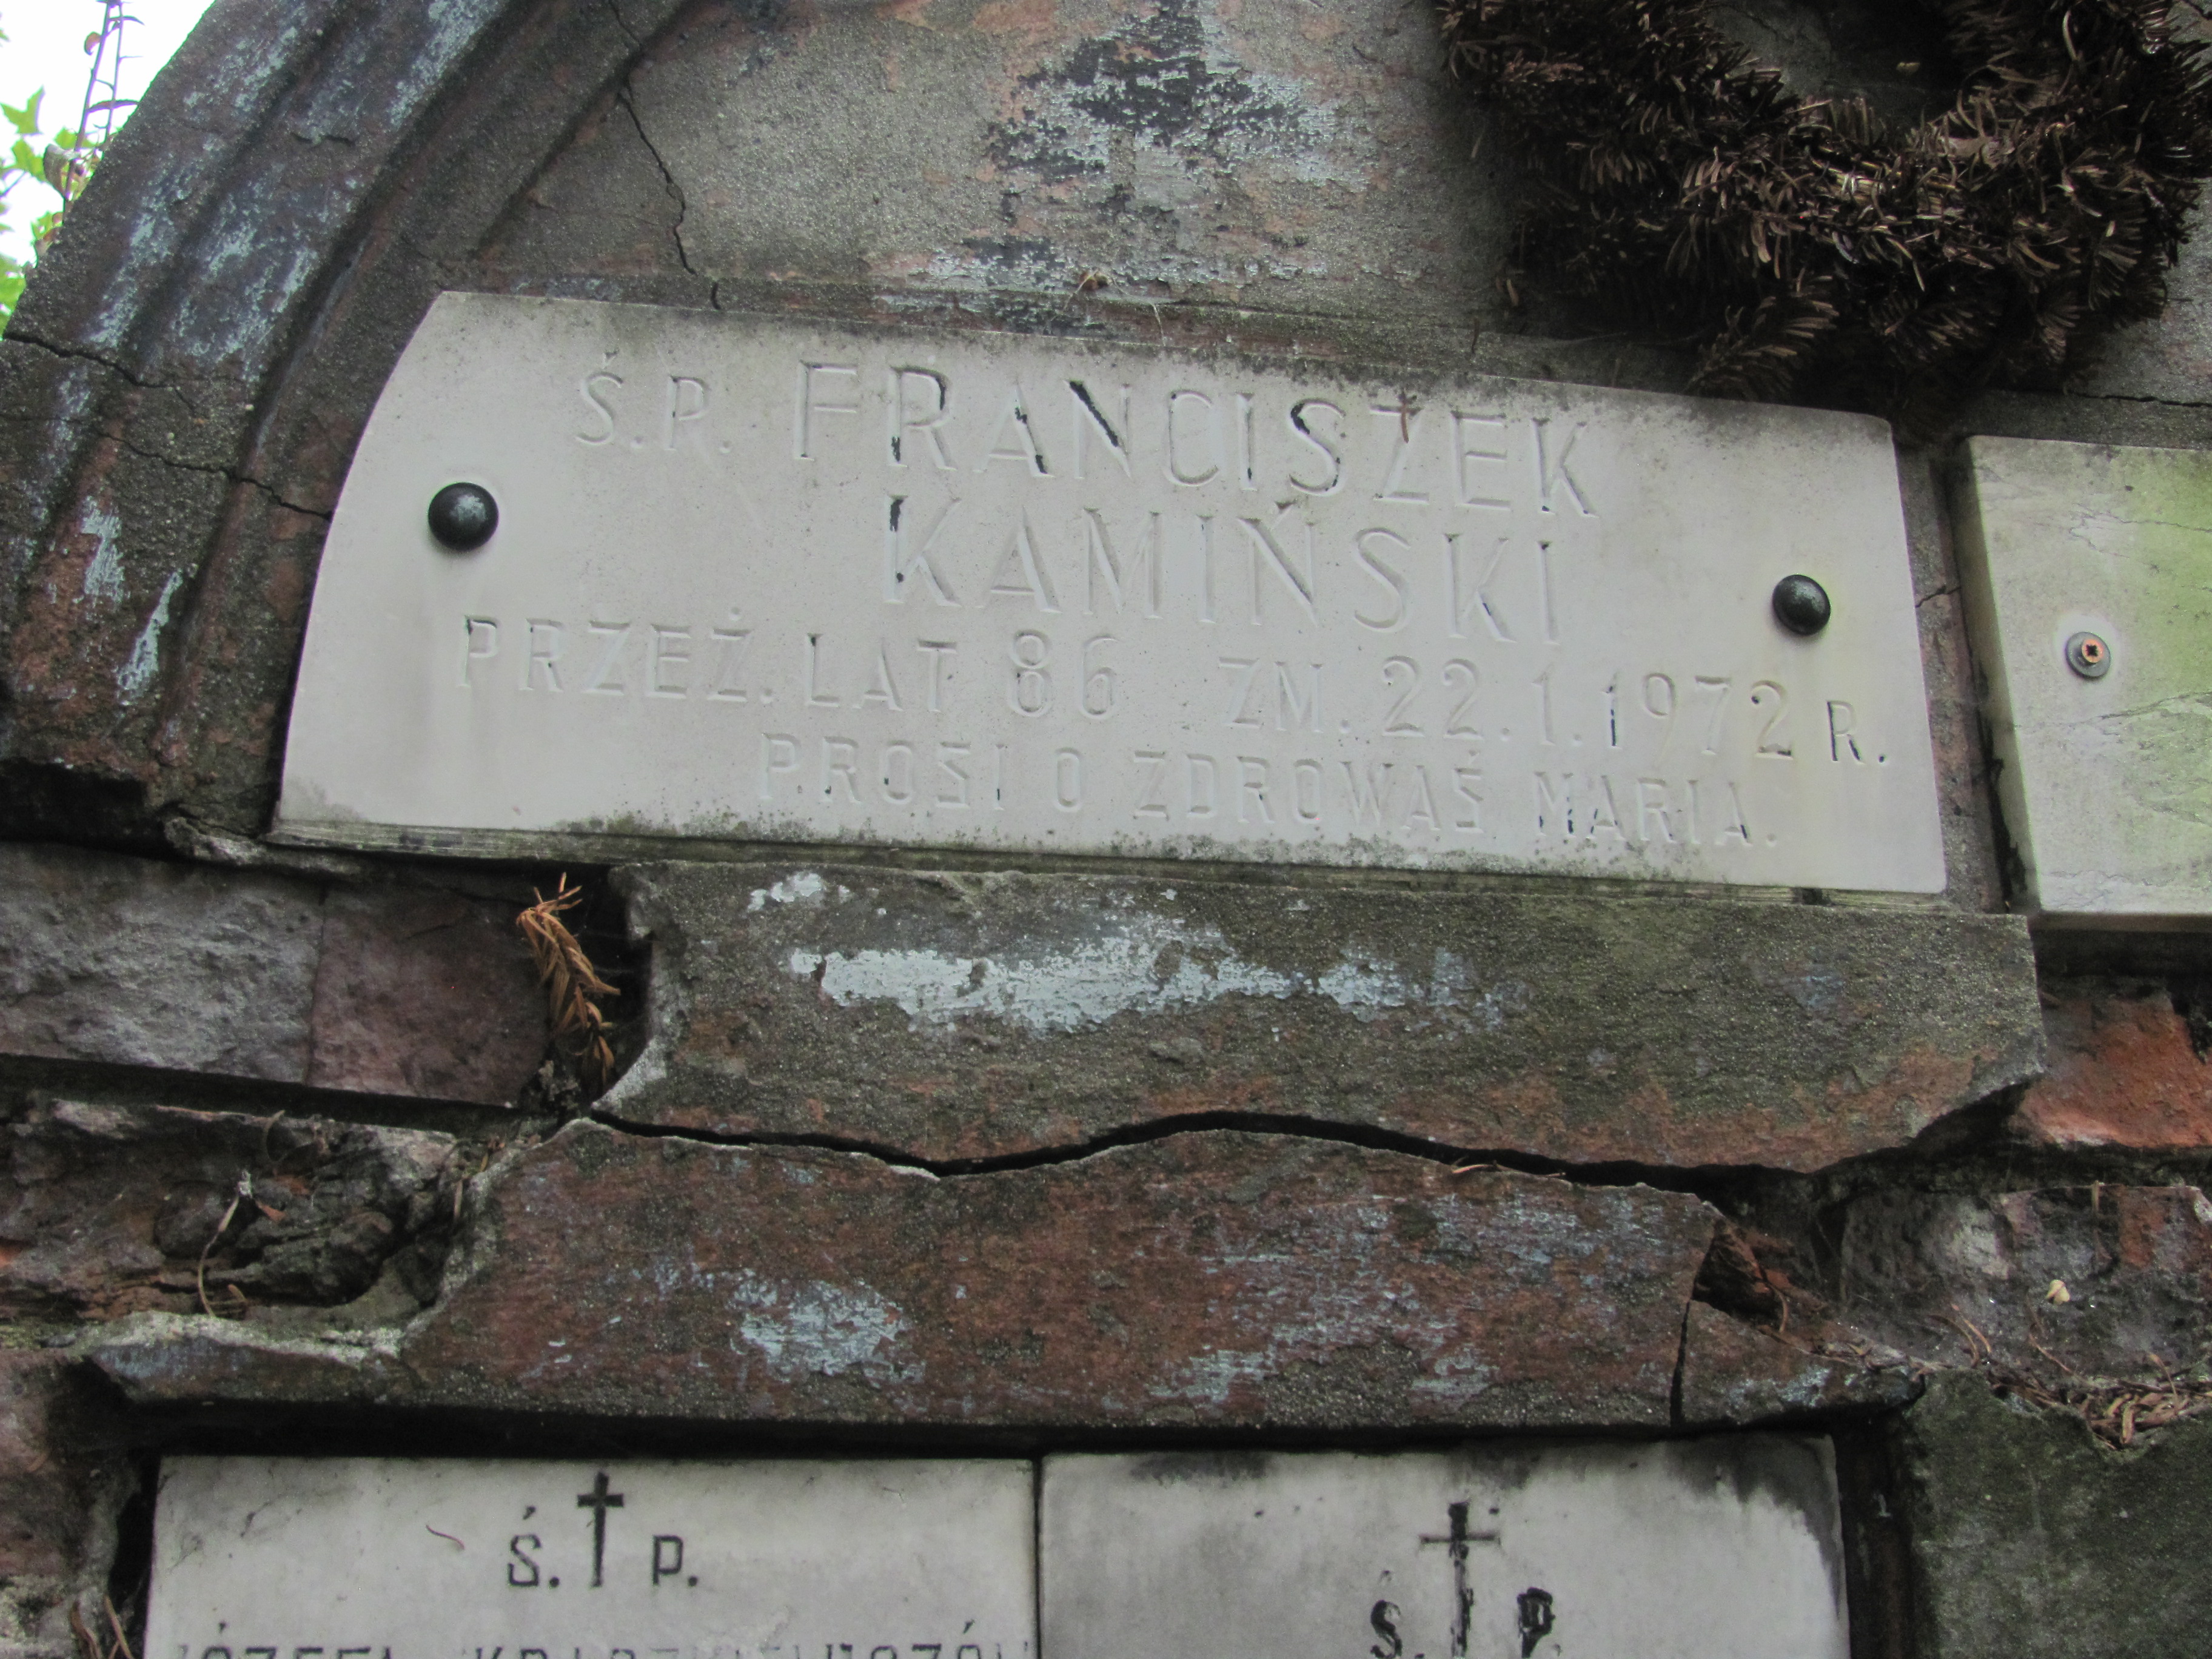 Ś.P. FRANCISZEK
KAMIŃSKI
PRZEŻ. LAT 86 ZM. 22.1.1972 R.
PROSI O ZDROWAŚ MARIA.
Ś. P.
Ś. P.